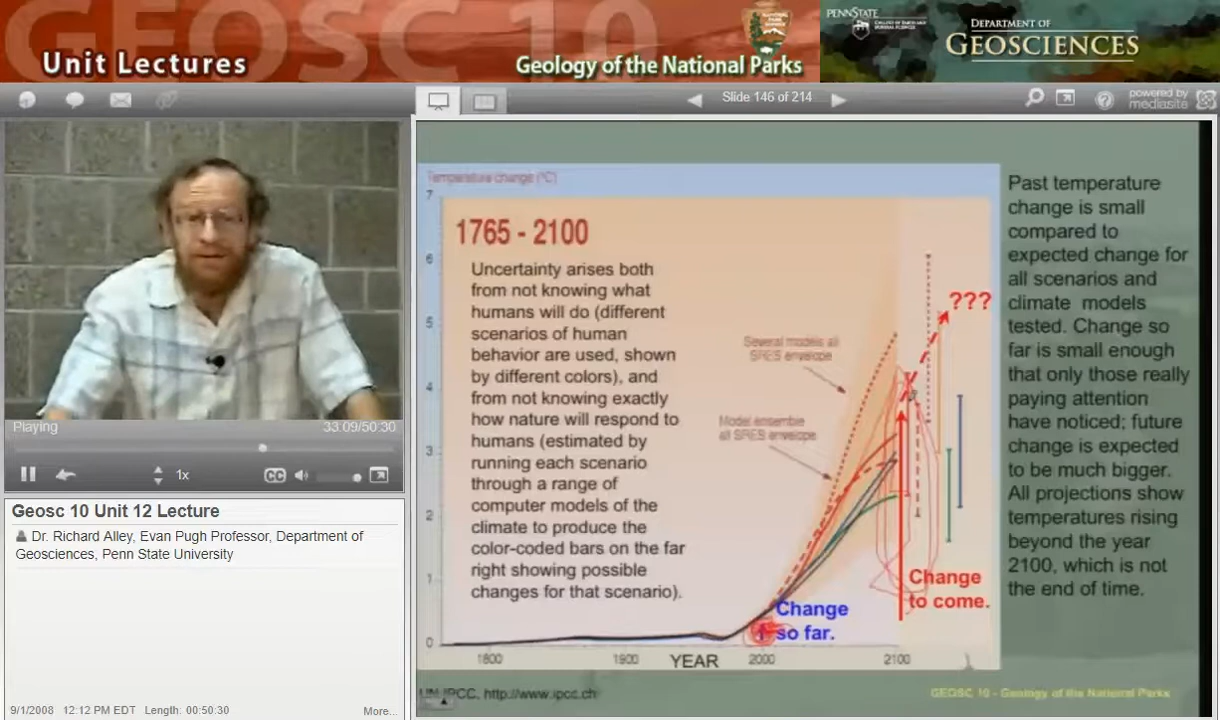 GEOSC 10
Unit Lectures
Geology of the National Parks
PENNSTATE
DEPARTMENT OF
GEOSCIENCES
Slide 146 of 214
powered by
mediasite
Playing
33:09/50:30
1x
CC
Geosc 10 Unit 12 Lecture
Dr. Richard Alley, Evan Pugh Professor, Department of
Geosciences, Penn State University
9/1/2008 12:12 PM EDT Length: 00:50:30
More...
Temperature change (°C)
7
6
5
4
3
2
1
0
1765 - 2100
Uncertainty arises both
from not knowing what
humans will do (different
scenarios of human
behavior are used, shown
by different colors), and
from not knowing exactly
how nature will respond to
humans (estimated by
running each scenario
through a range of
computer models of the
climate to produce the
color-coded bars on the far
right showing possible
changes for that scenario).
Several models all
SRES envelope
Model ensemble
all SRES envelope
???
Change
to come.
Change
so far.
1800
1900
YEAR
2000
2100
UN IPCC, http://www.ipcc.ch
GEOSC 10 - Geology of the National Parks
Past temperature
change is small
compared to
expected change for
all scenarios and
climate models
tested. Change so
far is small enough
that only those really
paying attention
have noticed; future
change is expected
to be much bigger.
All projections show
temperatures rising
beyond the year
2100, which is not
the end of time.